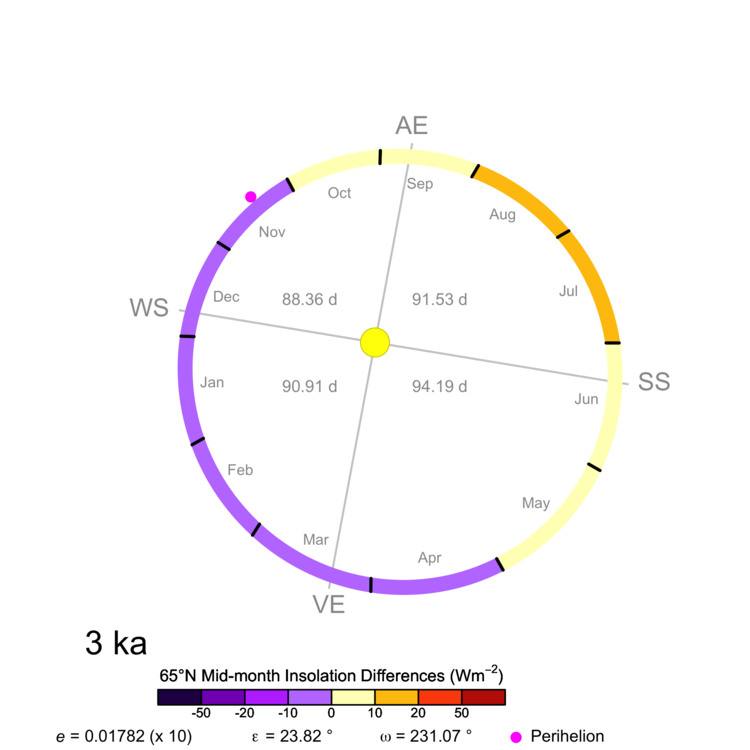 AE
Oct
Sep
Aug
Nov
Jul
Dec
88.36 d
91.53 d
WS
Jan
90.91 d
94.19 d
SS
Jun
Feb
May
Mar
Apr
VE
3 ka
65°N Mid-month Insolation Differences (Wm⁻²)
-50 -20 -10 0 10 20 50
e = 0.01782 (x 10) ε = 23.82 ° ω = 231.07 ° Perihelion